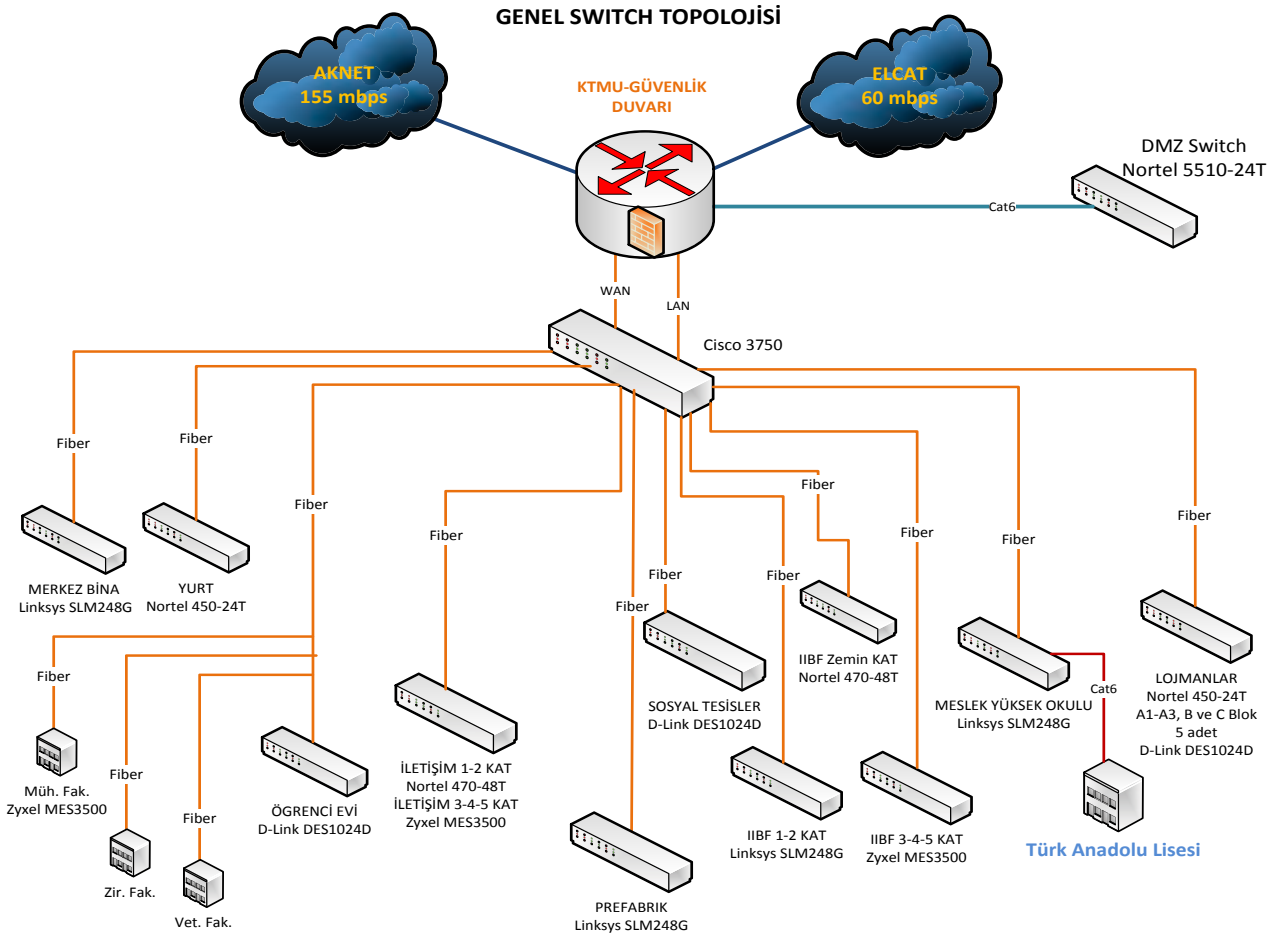 GENEL SWITCH TOPOLOJİSİ
AKNET
155 mbps
KTMU-GÜVENLİK
DUVARI
ELCAT
60 mbps
DMZ Switch
Nortel 5510-24T
Cat6
WAN
LAN
Cisco 3750
Fiber
Fiber
Fiber
Fiber
Fiber
Fiber
Fiber
Fiber
Fiber
Fiber
Fiber
MERKEZ BİNA
Linksys SLM248G
YURT
Nortel 450-24T
IIBF Zemin KAT
Nortel 470-48T
SOSYAL TESİSLER
D-Link DES1024D
MESLEK YÜKSEK OKULU
Linksys SLM248G
Cat6
LOJMANLAR
Nortel 450-24T
A1-A3, B ve C Blok
5 adet
D-Link DES1024D
Fiber
Fiber
Fiber
Müh. Fak.
Zyxel MES3500
Zir. Fak.
Vet. Fak.
ÖGRENCİ EVİ
D-Link DES1024D
İLETİŞİM 1-2 KAT
Nortel 470-48T
İLETİŞİM 3-4-5 KAT
Zyxel MES3500
PREFABRIK
Linksys SLM248G
IIBF 1-2 KAT
Linksys SLM248G
IIBF 3-4-5 KAT
Zyxel MES3500
Türk Anadolu Lisesi